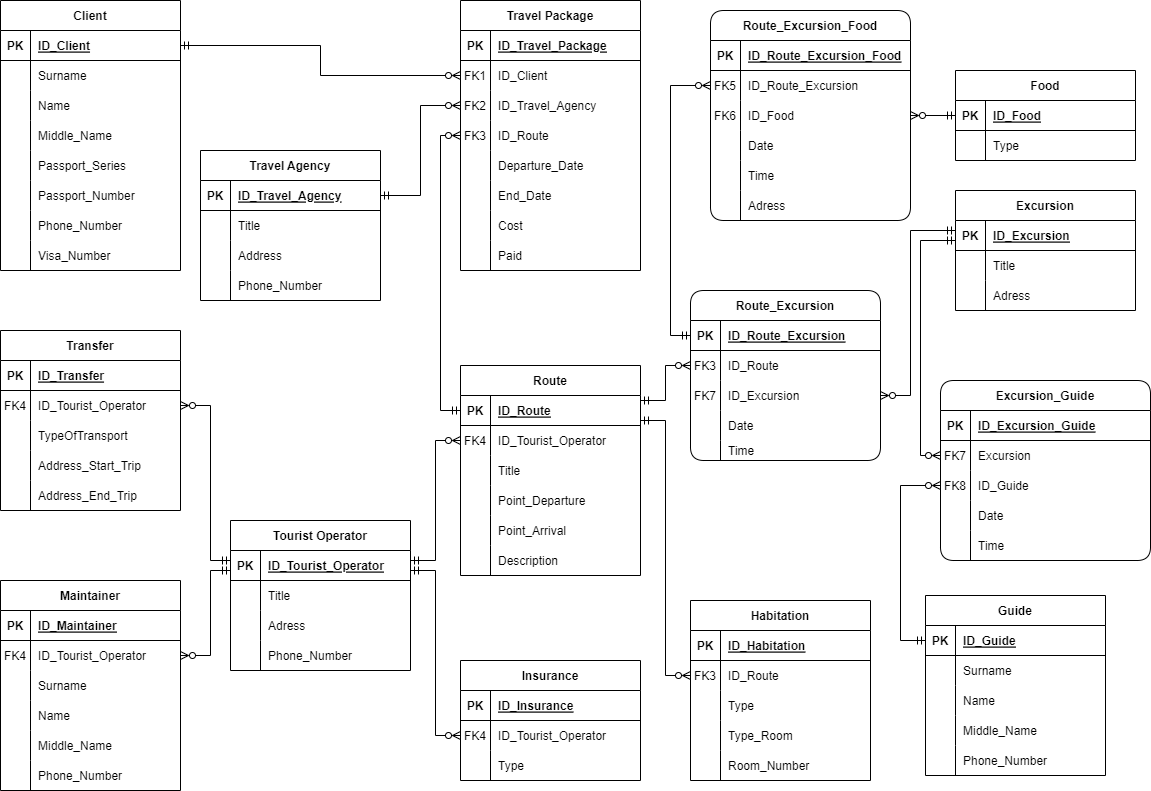 Client
PK ID_Client
Surname
Name
Middle_Name
Passport_Series
Passport_Number
Phone_Number
Visa_Number
Travel Agency
PK ID_Travel_Agency
Title
Address
Phone_Number
Travel Package
PK ID_Travel_Package
FK1 ID_Client
FK2 ID_Travel_Agency
FK3 ID_Route
Departure_Date
End_Date
Cost
Paid
Route_Excursion_Food
PK ID_Route_Excursion_Food
FK5 ID_Route_Excursion
FK6 ID_Food
Date
Time
Adress
Food
PK ID_Food
Type
Excursion
PK ID_Excursion
Title
Adress
Transfer
PK ID_Transfer
FK4 ID_Tourist_Operator
TypeOfTransport
Address_Start_Trip
Address_End_Trip
Route
PK ID_Route
FK4 ID_Tourist_Operator
Title
Point_Departure
Point_Arrival
Description
Route_Excursion
PK ID_Route_Excursion
FK3 ID_Route
FK7 ID_Excursion
Date
Time
Excursion_Guide
PK ID_Excursion_Guide
FK7 Excursion
FK8 ID_Guide
Date
Time
Maintainer
PK ID_Maintainer
FK4 ID_Tourist_Operator
Surname
Name
Middle_Name
Phone_Number
Tourist Operator
PK ID_Tourist_Operator
Title
Adress
Phone_Number
Insurance
PK ID_Insurance
FK4 ID_Tourist_Operator
Type
Habitation
PK ID_Habitation
FK3 ID_Route
Type
Type_Room
Room_Number
Guide
PK ID_Guide
Surname
Name
Middle_Name
Phone_Number